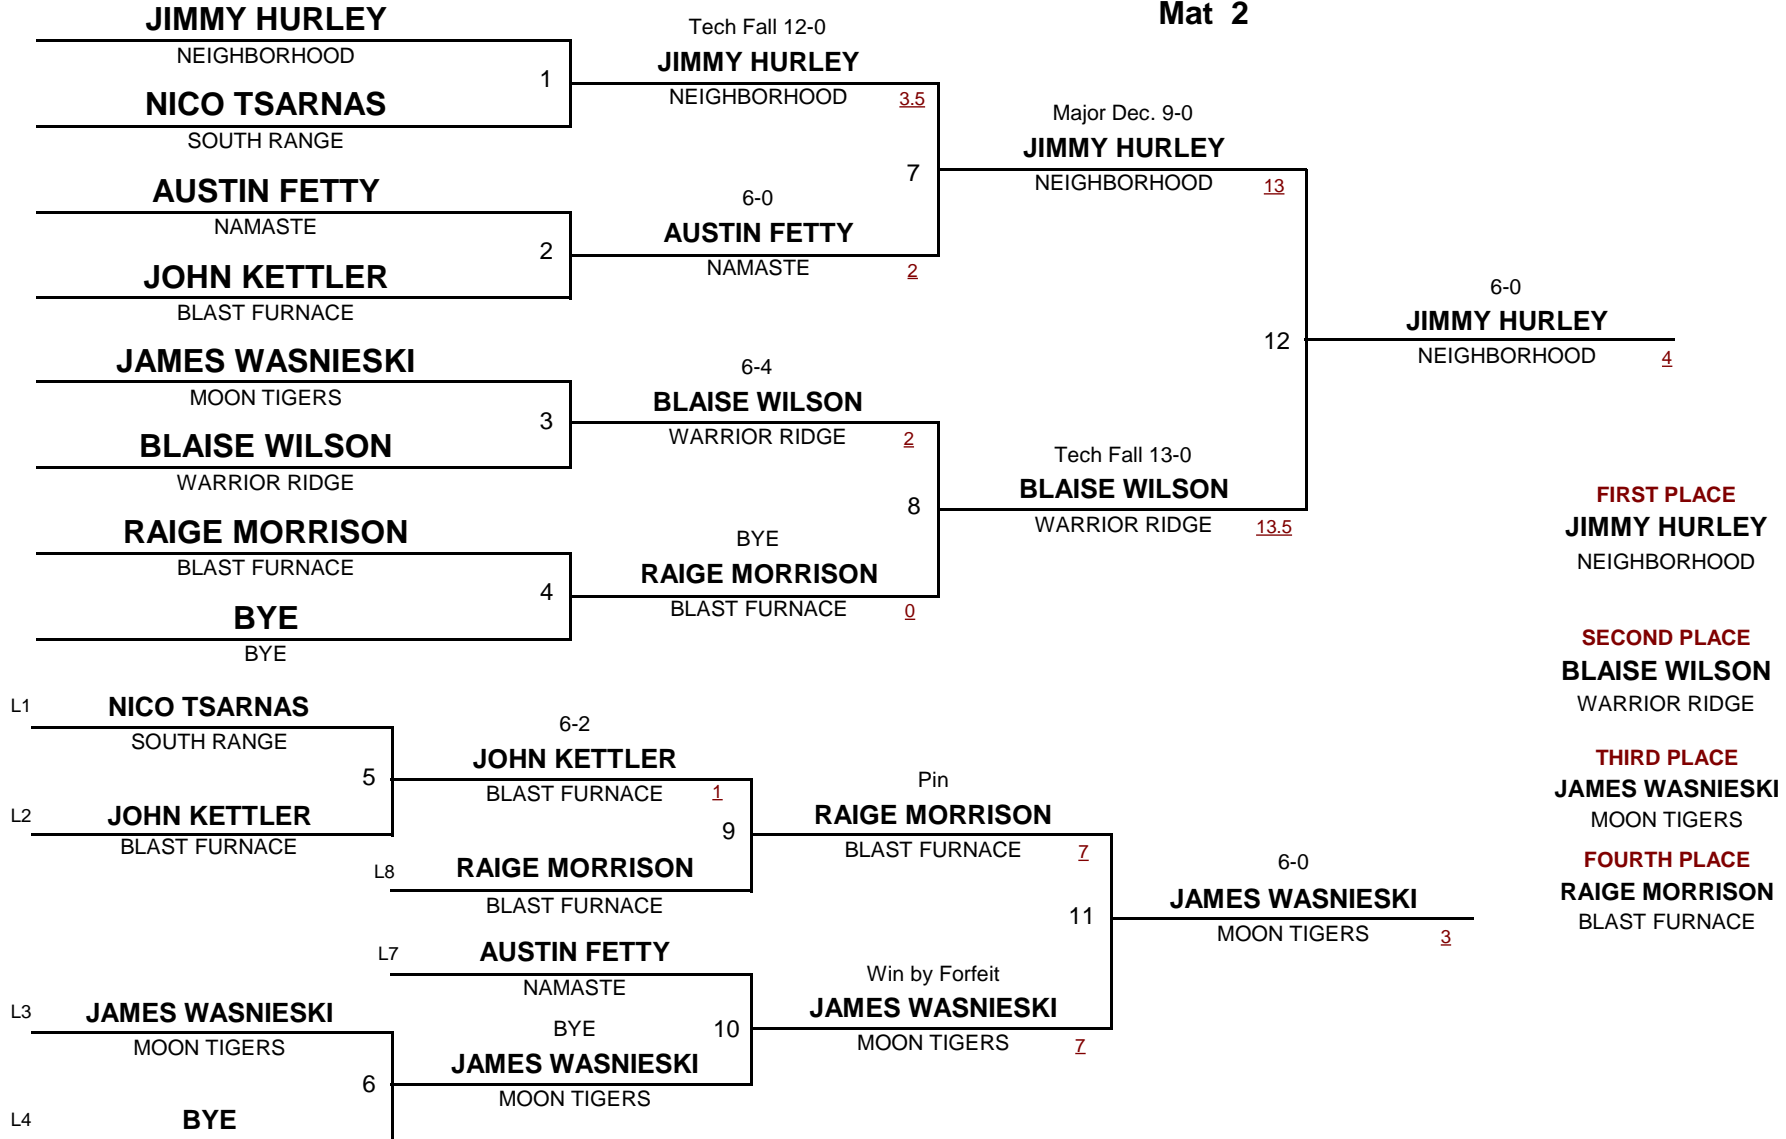 Mat 2
JIMMY HURLEY
NEIGHBORHOOD
1
NICO TSARNAS
SOUTH RANGE
AUSTIN FETTY
NAMASTE
2
JOHN KETTLER
BLAST FURNACE
JAMES WASNIESKI
MOON TIGERS
3
BLAISE WILSON
WARRIOR RIDGE
RAIGE MORRISON
BLAST FURNACE
4
BYE
BYE
Tech Fall 12-0
JIMMY HURLEY
NEIGHBORHOOD 3.5
7
6-0
AUSTIN FETTY
NAMASTE 2
6-4
BLAISE WILSON
WARRIOR RIDGE 2
8
BYE
RAIGE MORRISON
BLAST FURNACE 0
Major Dec. 9-0
JIMMY HURLEY
NEIGHBORHOOD 13
12
Tech Fall 13-0
BLAISE WILSON
WARRIOR RIDGE 13.5
6-0
JIMMY HURLEY
NEIGHBORHOOD 4
L1 NICO TSARNAS
SOUTH RANGE
5
L2 JOHN KETTLER
BLAST FURNACE
6-2
JOHN KETTLER
BLAST FURNACE 1
9
L8 RAIGE MORRISON
BLAST FURNACE
L7 AUSTIN FETTY
NAMASTE
10
BYE
JAMES WASNIESKI
MOON TIGERS
L3 JAMES WASNIESKI
MOON TIGERS
6
L4 BYE
Pin
RAIGE MORRISON
BLAST FURNACE 7
11
Win by Forfeit
JAMES WASNIESKI
MOON TIGERS 7
6-0
JAMES WASNIESKI
MOON TIGERS 3
FIRST PLACE
JIMMY HURLEY
NEIGHBORHOOD
SECOND PLACE
BLAISE WILSON
WARRIOR RIDGE
THIRD PLACE
JAMES WASNIESKI
MOON TIGERS
FOURTH PLACE
RAIGE MORRISON
BLAST FURNACE